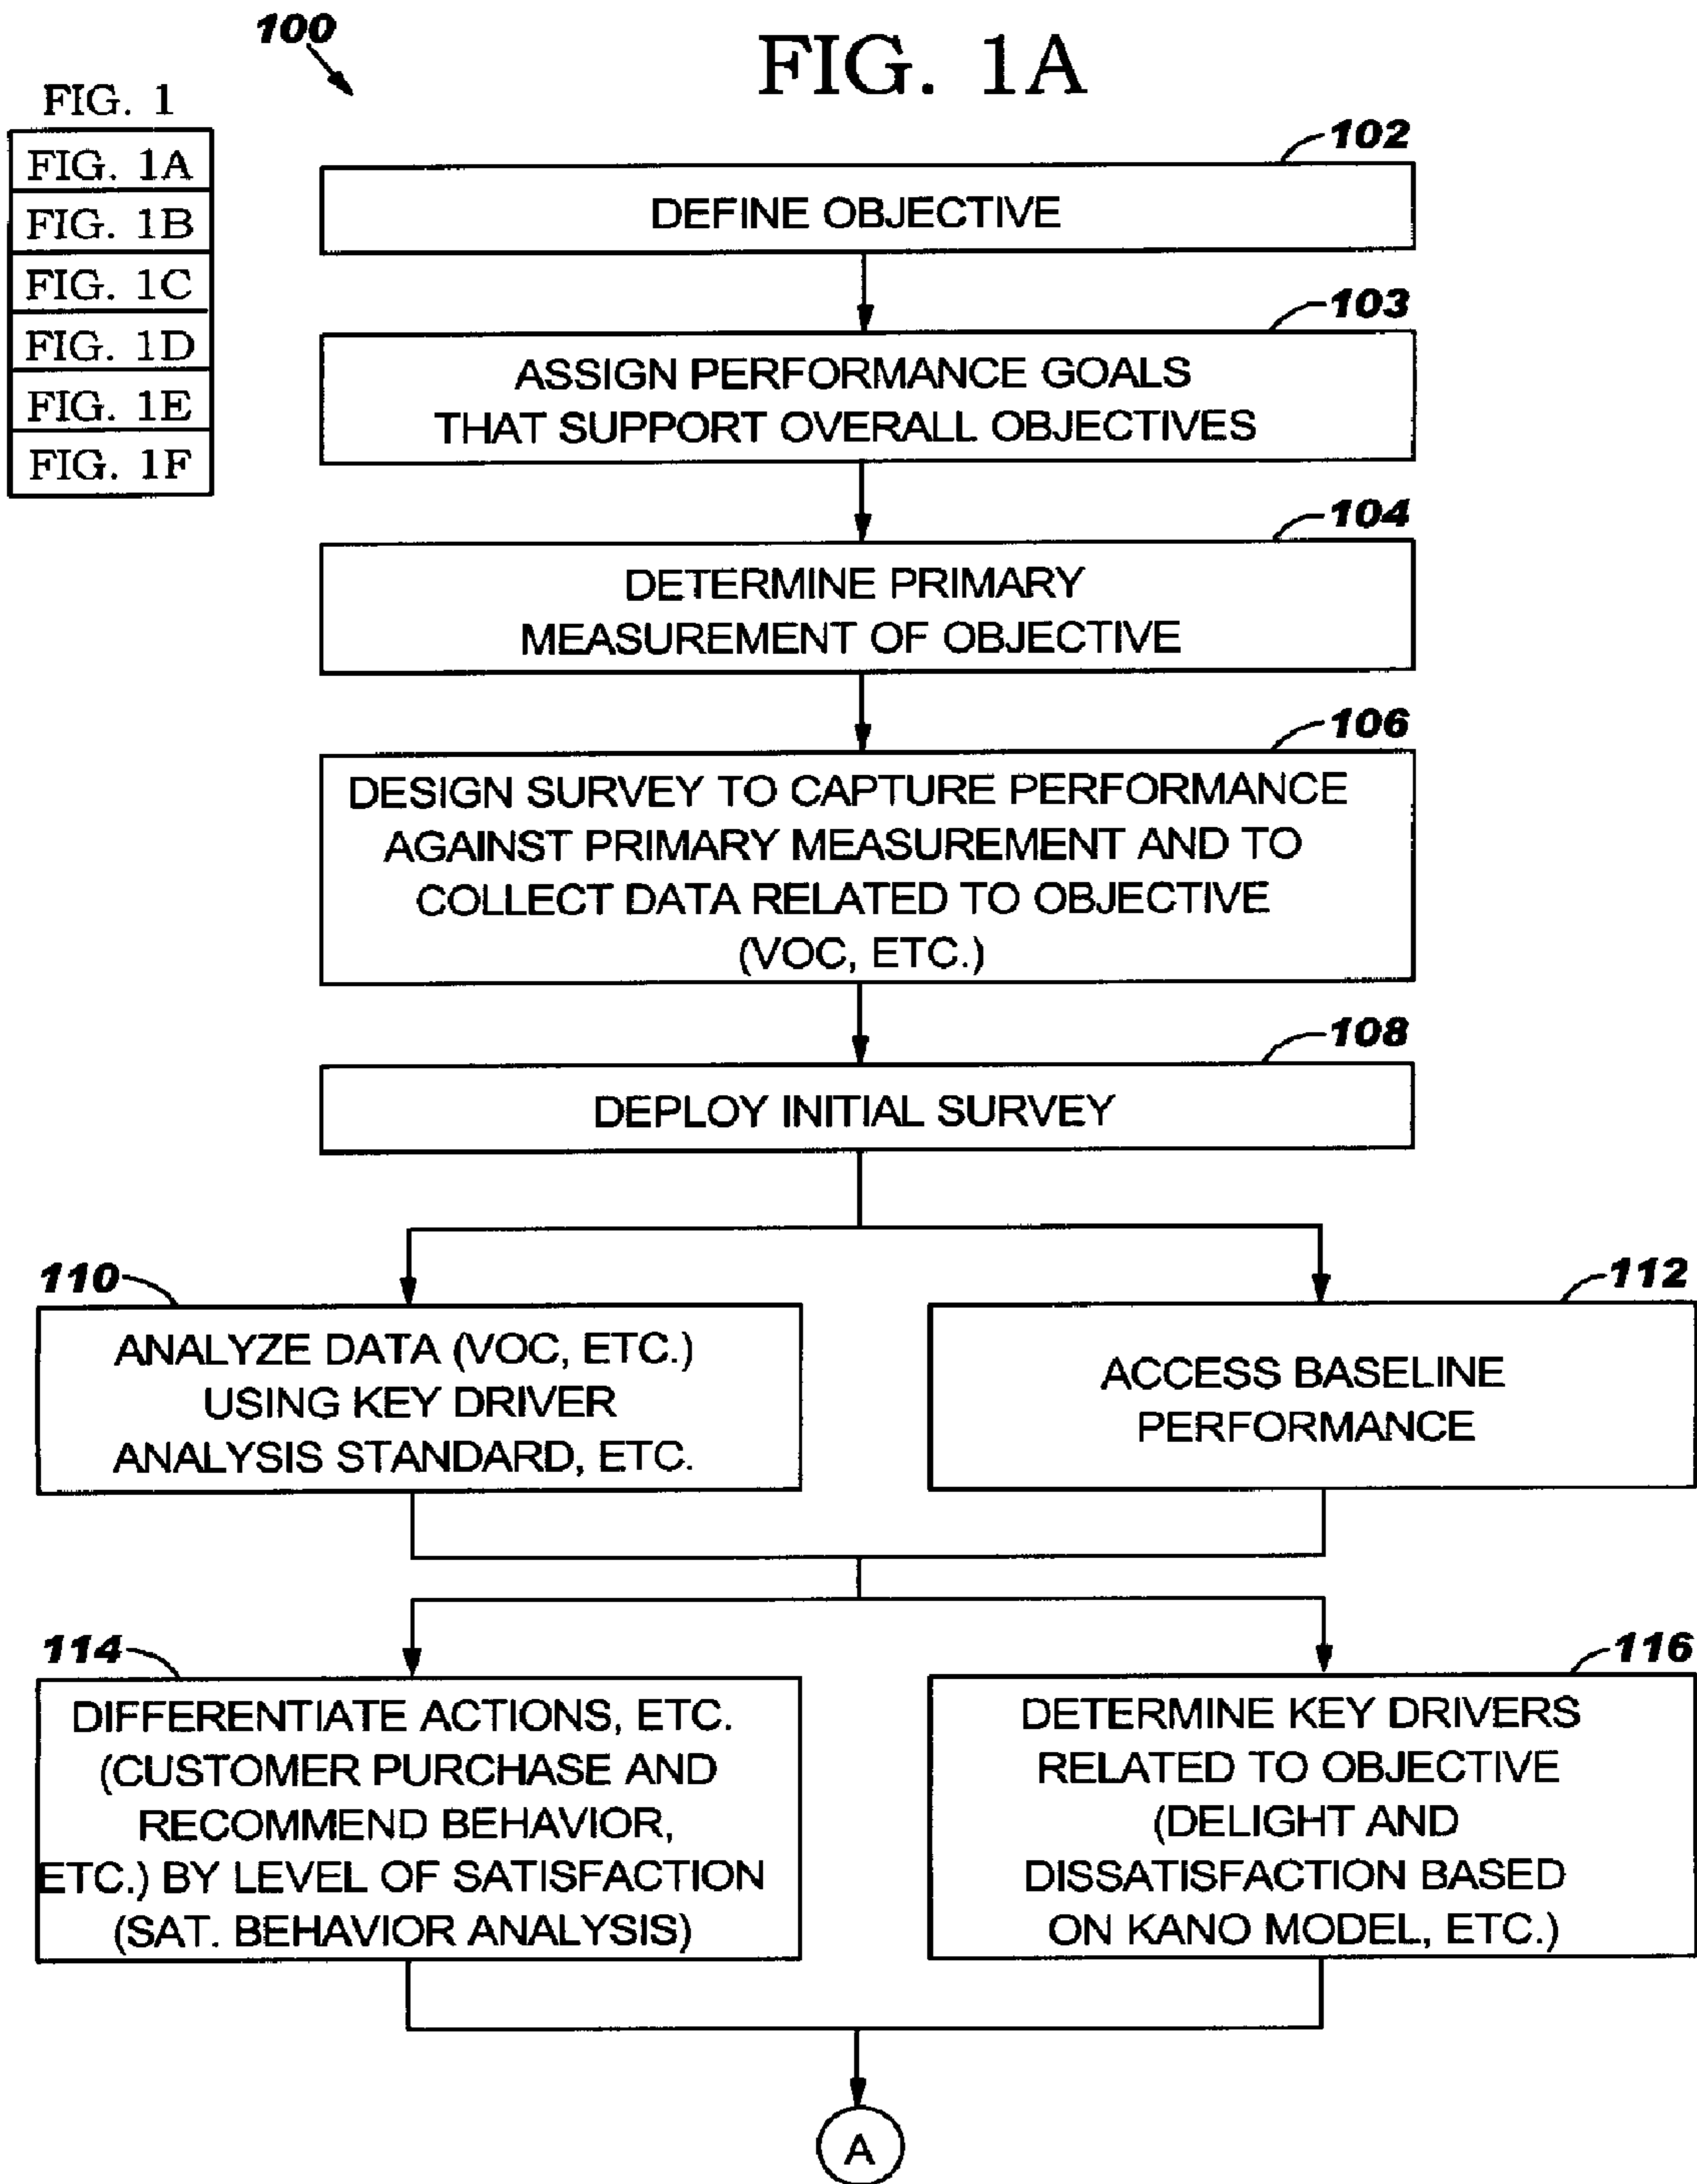 100
FIG. 1A
FIG. 1
FIG. 1A
FIG. 1B
FIG. 1C
FIG. 1D
FIG. 1E
FIG. 1F
102
DEFINE OBJECTIVE
103
ASSIGN PERFORMANCE GOALS
THAT SUPPORT OVERALL OBJECTIVES
104
DETERMINE PRIMARY
MEASUREMENT OF OBJECTIVE
106
DESIGN SURVEY TO CAPTURE PERFORMANCE
AGAINST PRIMARY MEASUREMENT AND TO
COLLECT DATA RELATED TO OBJECTIVE
(VOC, ETC.)
108
DEPLOY INITIAL SURVEY
110
ANALYZE DATA (VOC, ETC.)
USING KEY DRIVER
ANALYSIS STANDARD, ETC.
112
ACCESS BASELINE
PERFORMANCE
114
DIFFERENTIATE ACTIONS, ETC.
(CUSTOMER PURCHASE AND
RECOMMEND BEHAVIOR,
ETC.) BY LEVEL OF SATISFACTION
(SAT. BEHAVIOR ANALYSIS)
116
DETERMINE KEY DRIVERS
RELATED TO OBJECTIVE
(DELIGHT AND
DISSATISFACTION BASED
ON KANO MODEL, ETC.)
A